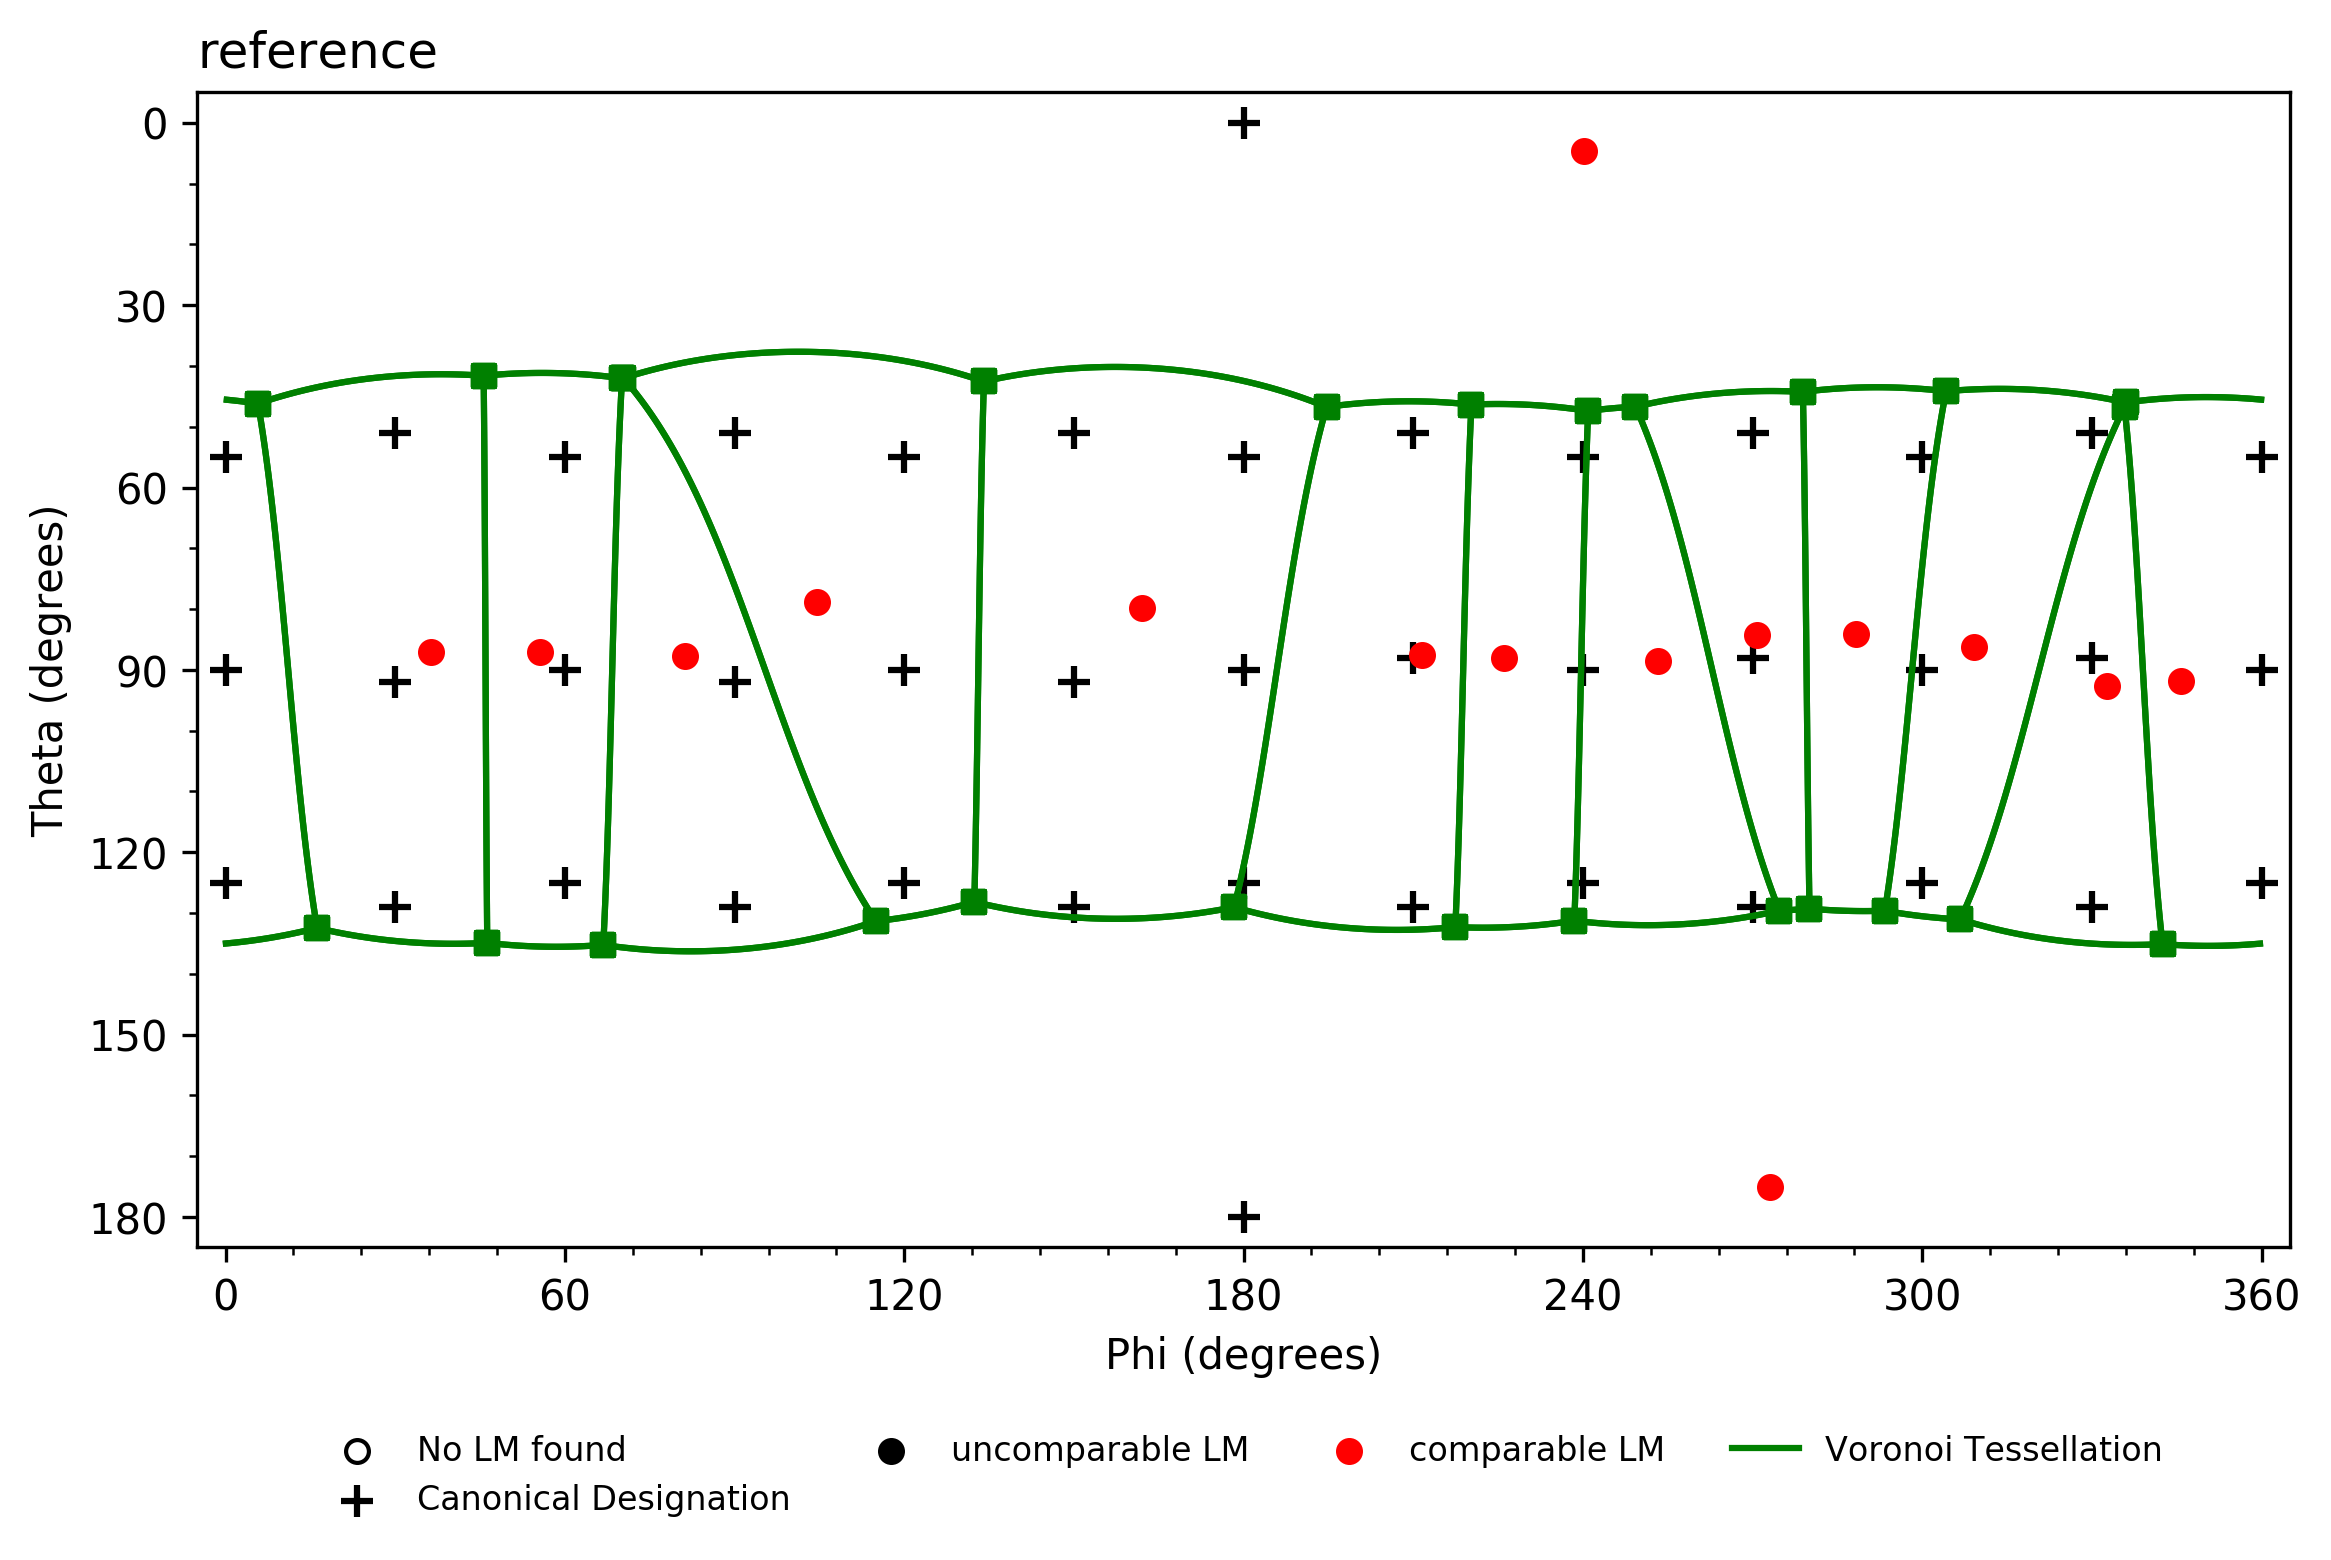 reference
0
30
60
90
120
150
180
Theta (degrees)
0 60 120 180 240 300 360
Phi (degrees)
No LM found uncomparable LM comparable LM Voronoi Tessellation
Canonical Designation